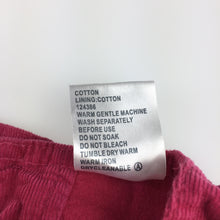 COTTON
LINING:COTTON
124386
WARM GENTLE MACHINE
WASH SEPARATELY
BEFORE USE
DO NOT SOAK
DO NOT BLEACH
TUMBLE DRY WARM
WARM IRON
DRYCLEANABLE Ⓐ